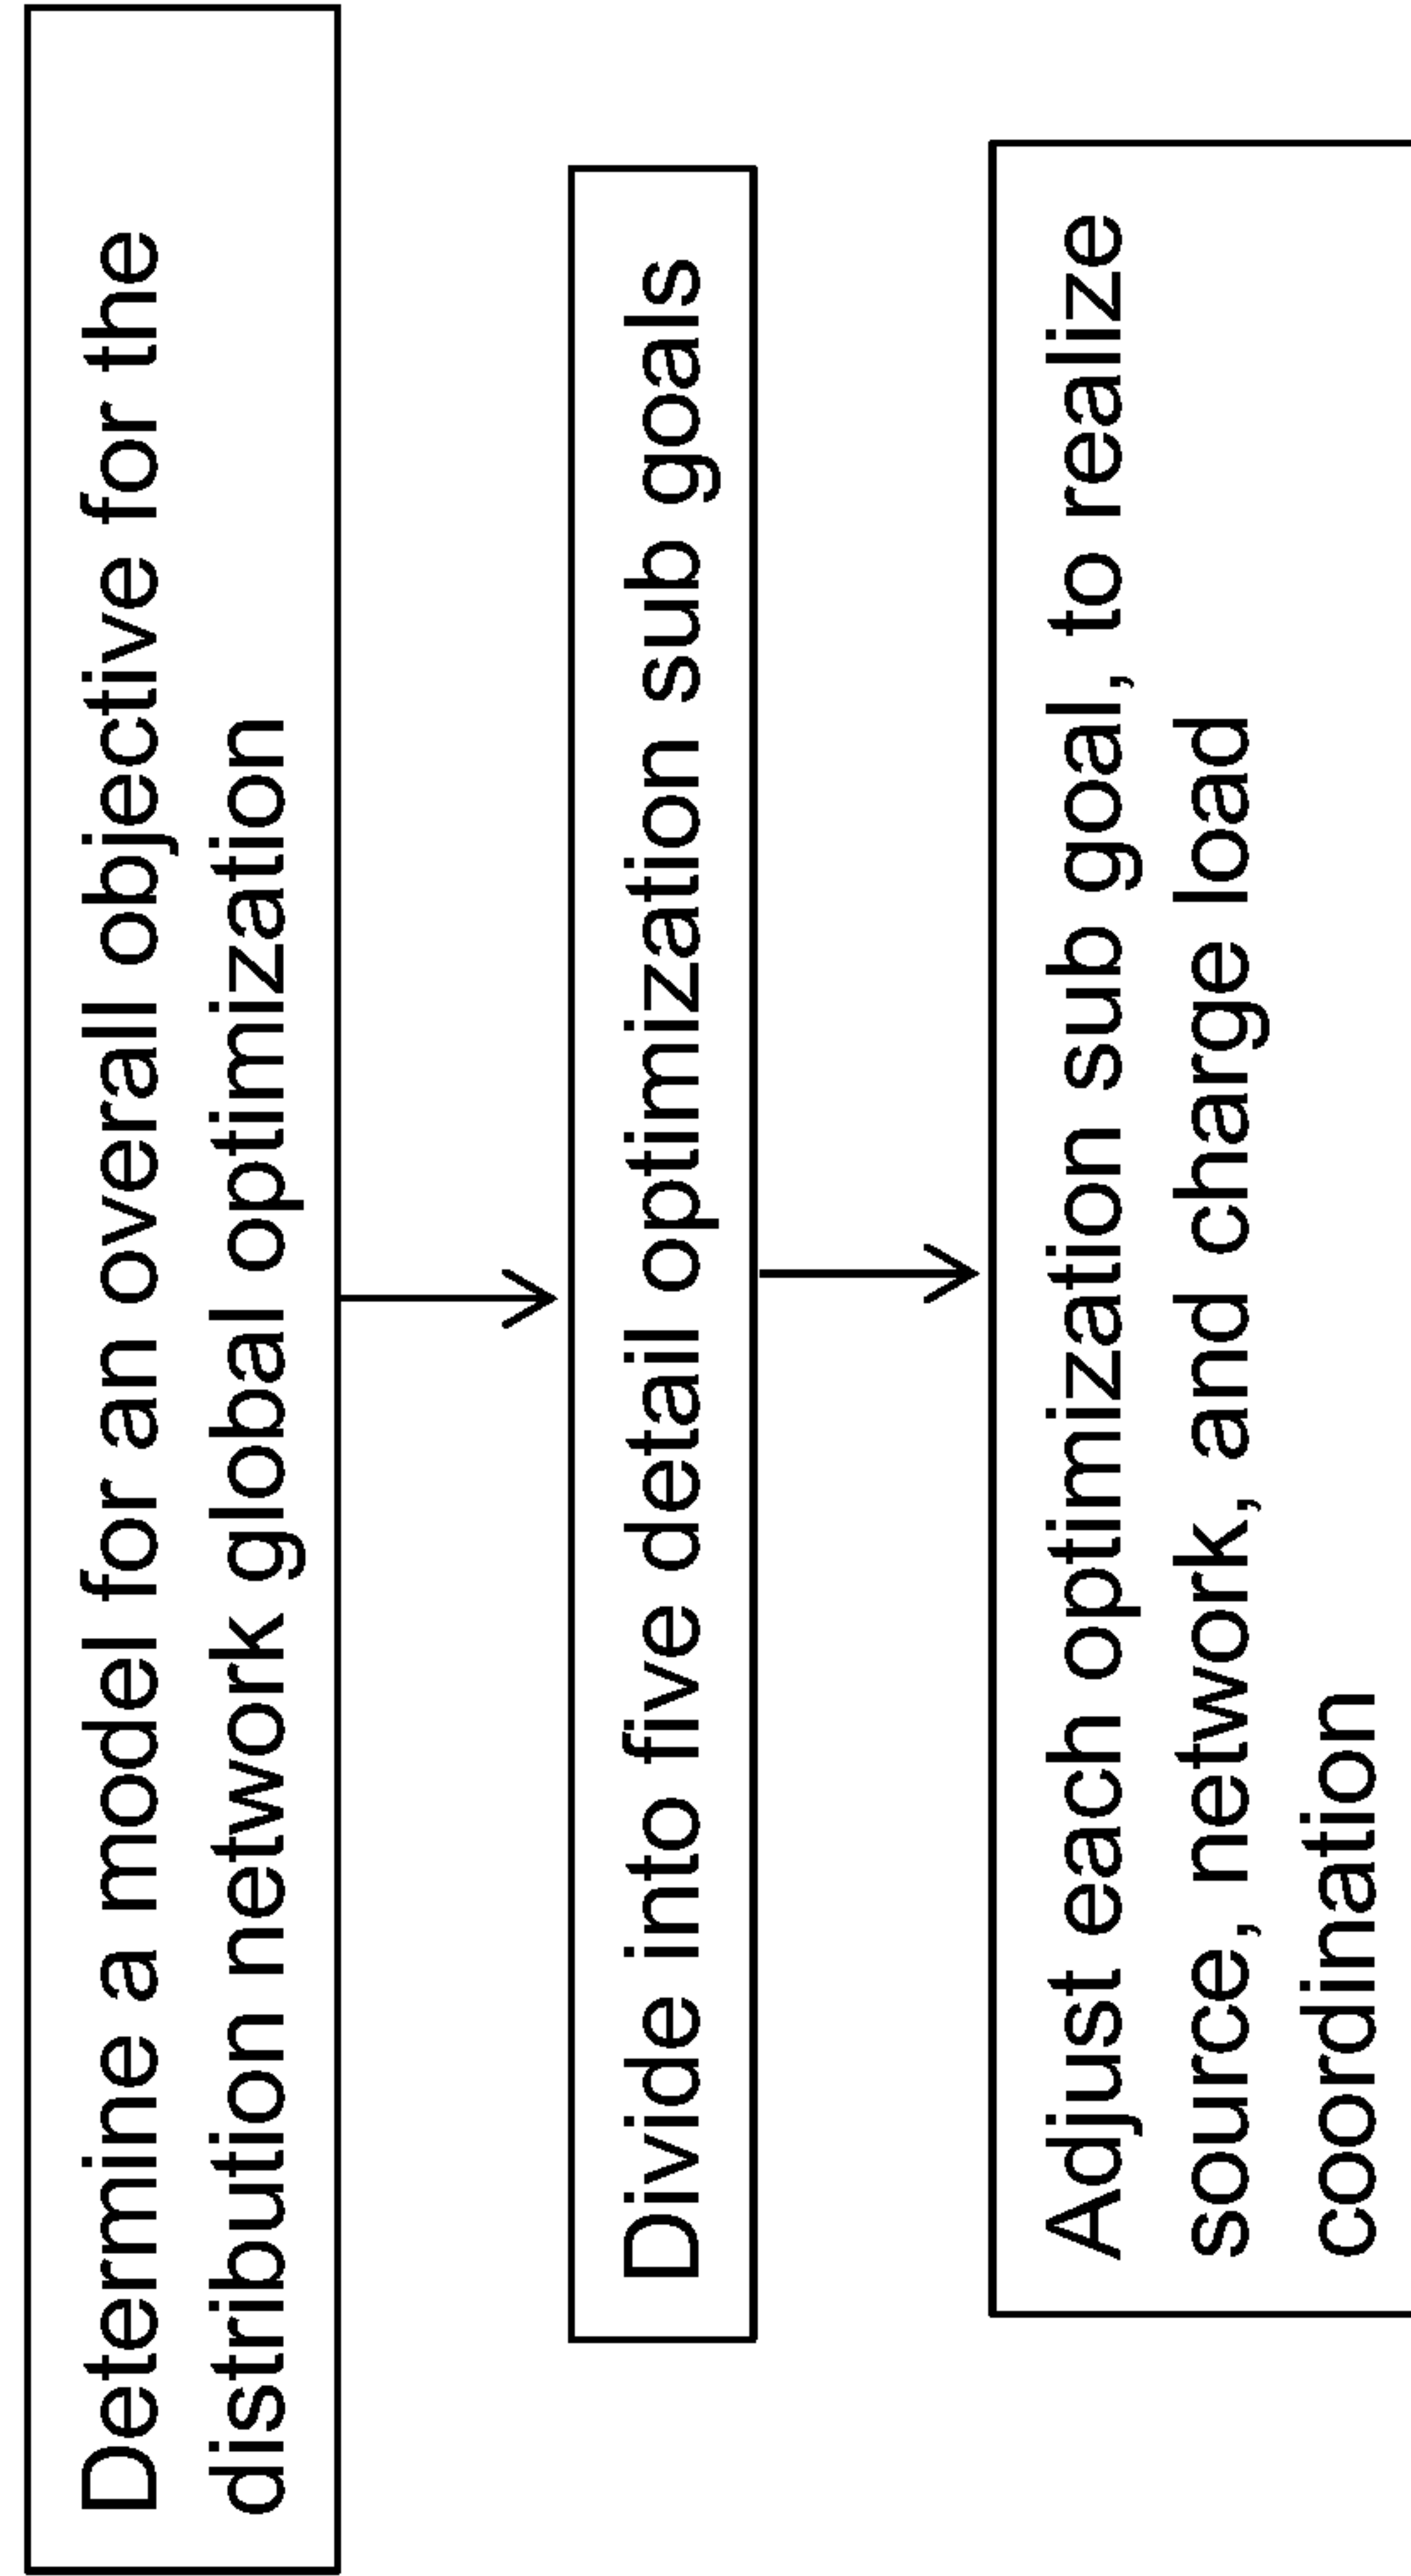 Determine a model for an overall objective for the
distribution network global optimization
Divide into five detail optimization sub goals
Adjust each optimization sub goal, to realize
source, network, and charge load
coordination